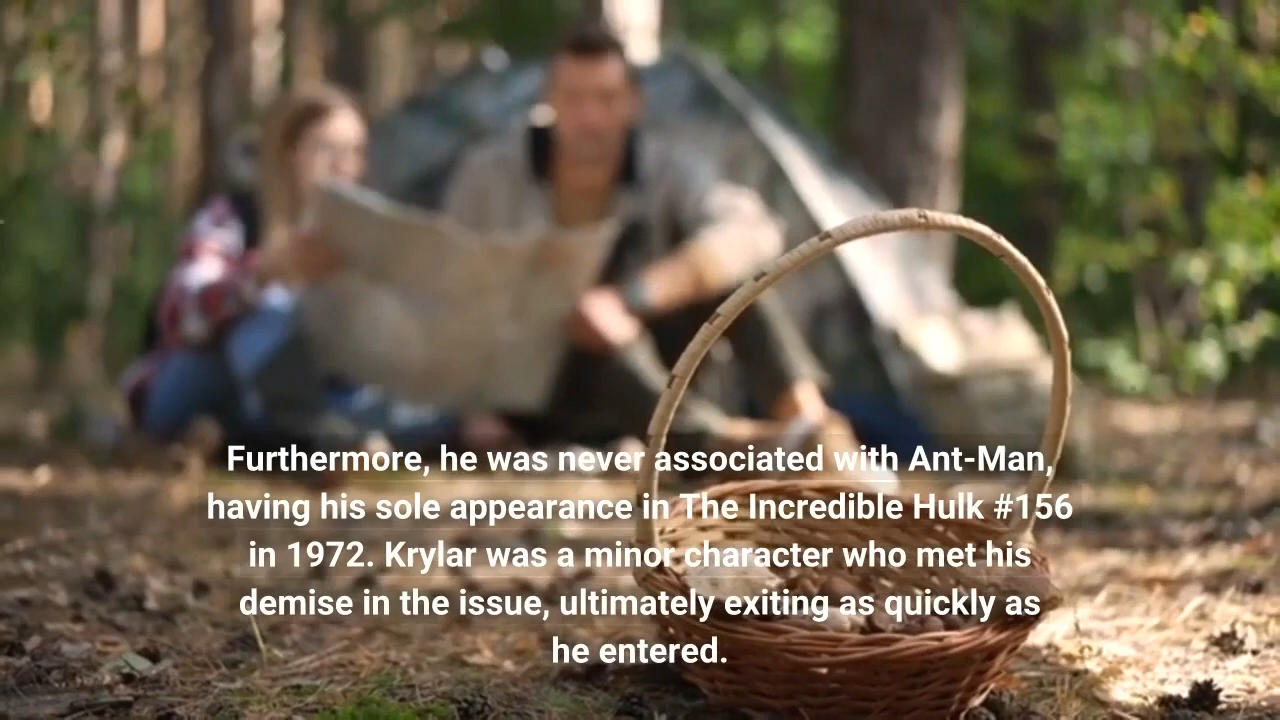 Furthermore, he was never associated with Ant-Man,
having his sole appearance in The Incredible Hulk #156
in 1972. Krylar was a minor character who met his
demise in the issue, ultimately exiting as quickly as
he entered.